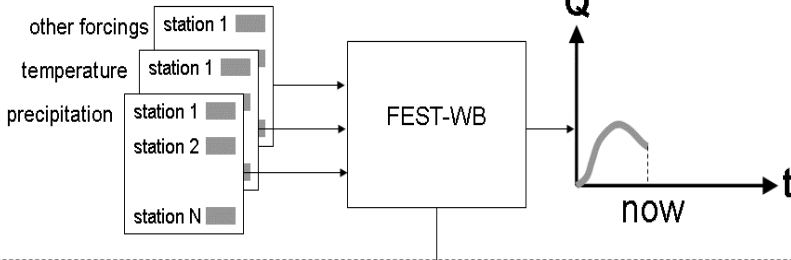 other forcings
station 1
temperature
station 1
precipitation
station 1
station 2
station N
FEST-WB
Q
t
now